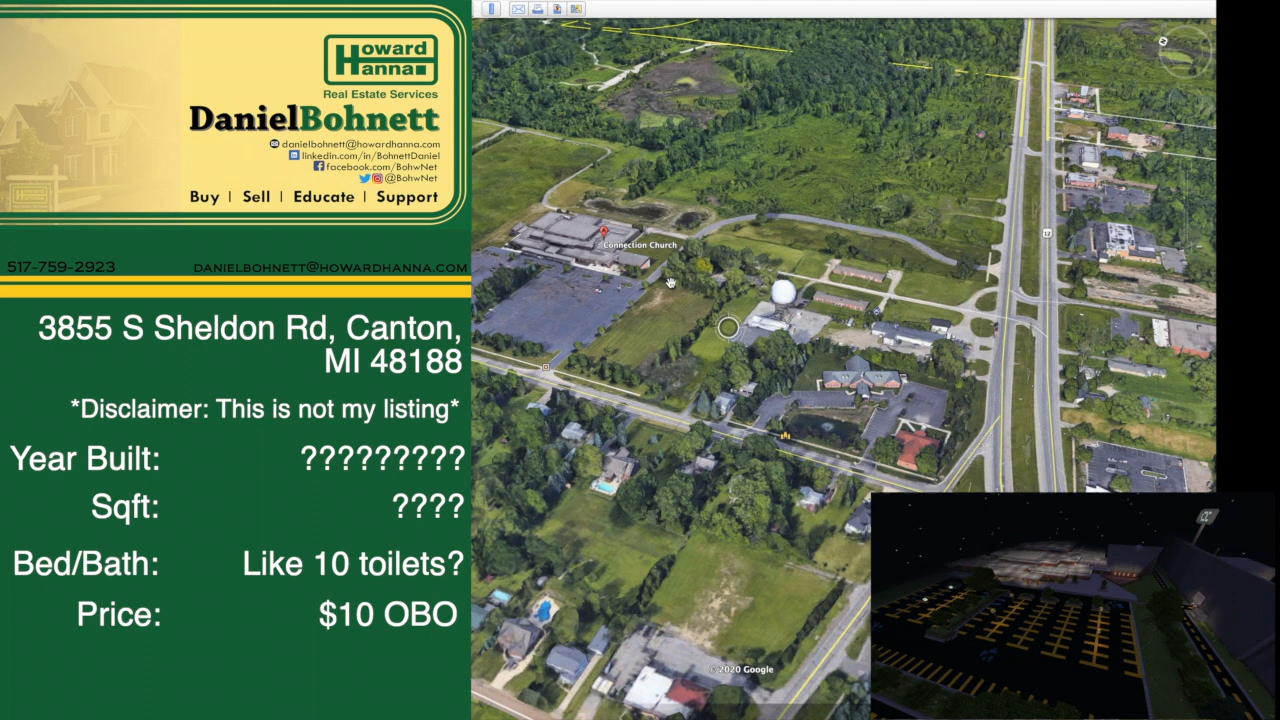 Howard
Hanna
Real Estate Services
DanielBohnett
danielbohnett@howardhanna.com
linkedin.com/in/BohnettDaniel
facebook.com/BohwNet
@BohwNet
Buy | Sell | Educate | Support
517-759-2923 DANIELBOHNETT@HOWARDHANNA.COM
3855 S Sheldon Rd, Canton,
MI 48188
*Disclaimer: This is not my listing*
Year Built: ?????????
Sqft: ????
Bed/Bath: Like 10 toilets?
Price: $10 OBO
Connection Church
12
© 2020 Google